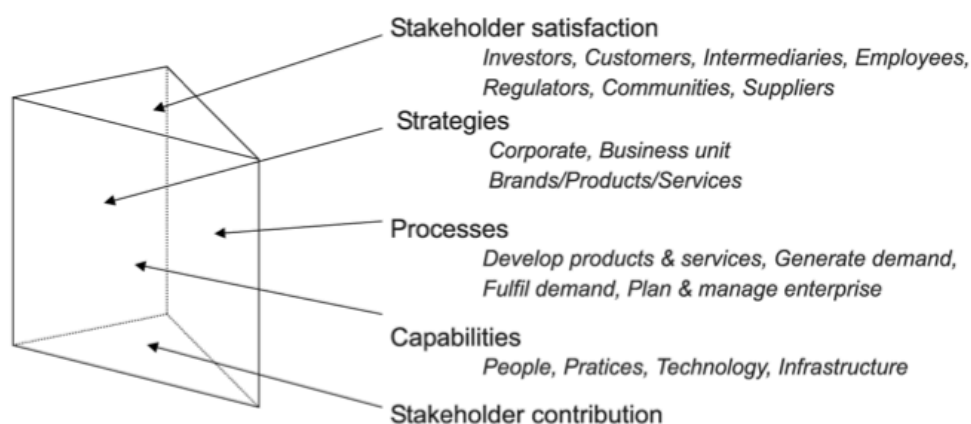 Stakeholder satisfaction
Investors, Customers, Intermediaries, Employees,
Regulators, Communities, Suppliers
Strategies
Corporate, Business unit
Brands/Products/Services
Processes
Develop products & services, Generate demand,
Fulfil demand, Plan & manage enterprise
Capabilities
People, Pratices, Technology, Infrastructure
Stakeholder contribution